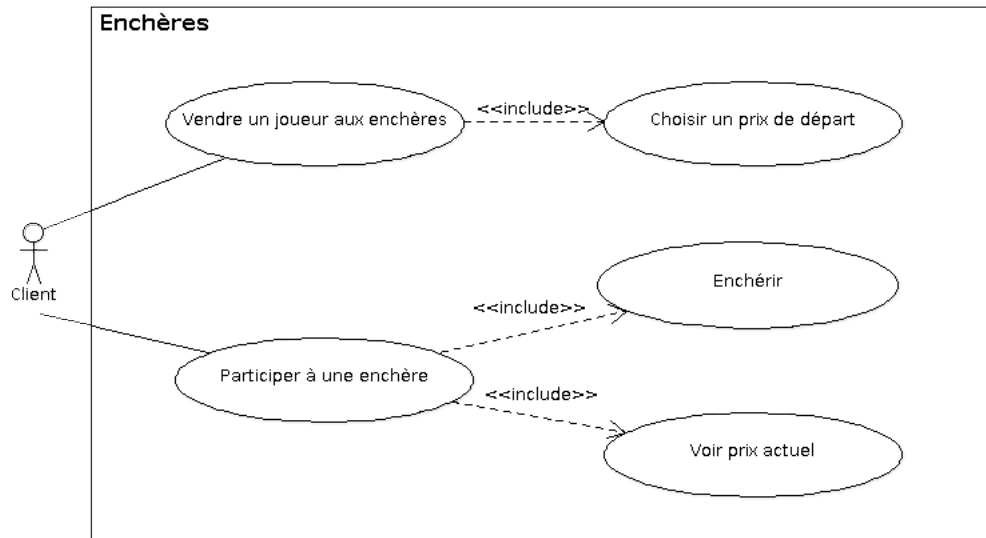 Enchères
Vendre un joueur aux enchères
<<include>>
Choisir un prix de départ
Client
Enchérir
<<include>>
Participer à une enchère
<<include>>
Voir prix actuel